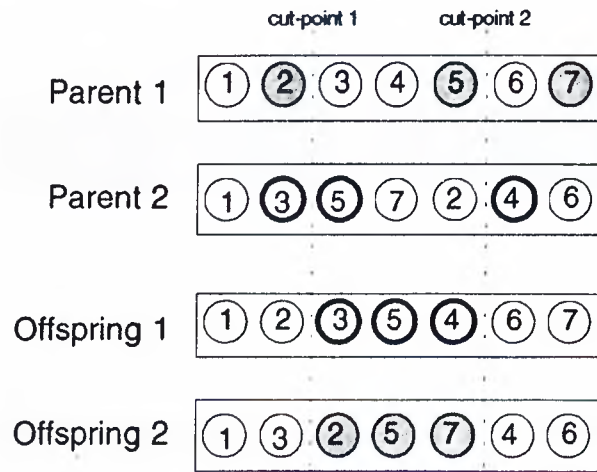 cut-point 1 cut-point 2
Parent 1 1 2 3 4 5 6 7
Parent 2 1 3 5 7 2 4 6
Offspring 1 1 2 3 5 4 6 7
Offspring 2 1 3 2 5 7 4 6